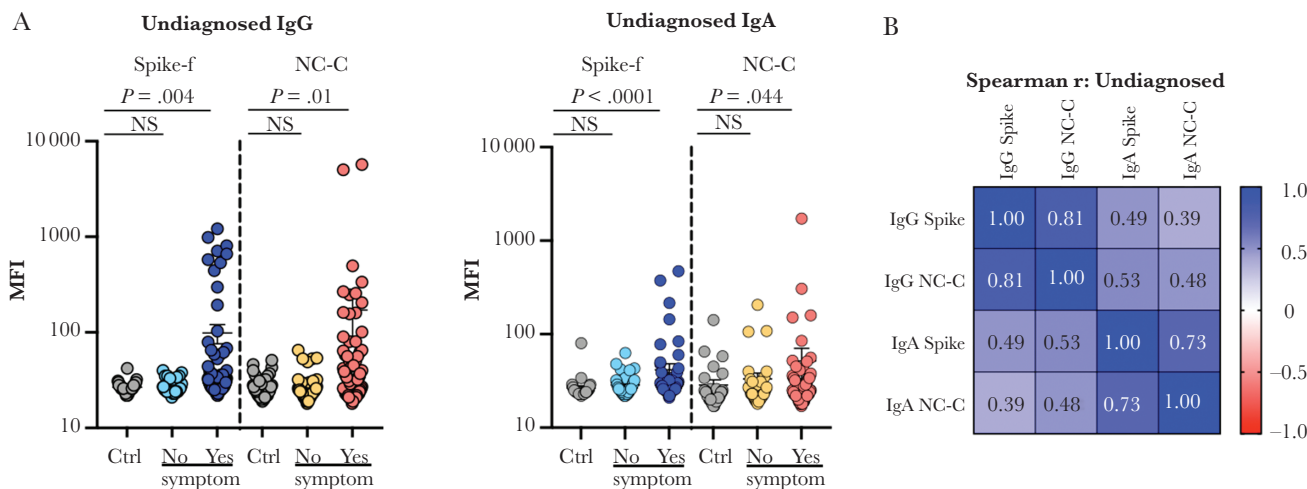 A
Undiagnosed IgG
Spike-f
NC-C
P = .004
P = .01
NS
NS
MFI
10 000
1000
100
10
Ctrl
No
Yes
Ctrl
No
Yes
symptom
symptom
Undiagnosed IgA
Spike-f
NC-C
P < .0001
P = .044
NS
NS
MFI
10 000
1000
100
10
Ctrl
No
Yes
Ctrl
No
Yes
symptom
symptom
B
Spearman r: Undiagnosed
IgG Spike
IgG NC-C
IgA Spike
IgA NC-C
IgG Spike
1.00 0.81 0.49 0.39
IgG NC-C
0.81 1.00 0.53 0.48
IgA Spike
0.49 0.53 1.00 0.73
IgA NC-C
0.39 0.48 0.73 1.00
1.0
0.5
0
−0.5
−1.0